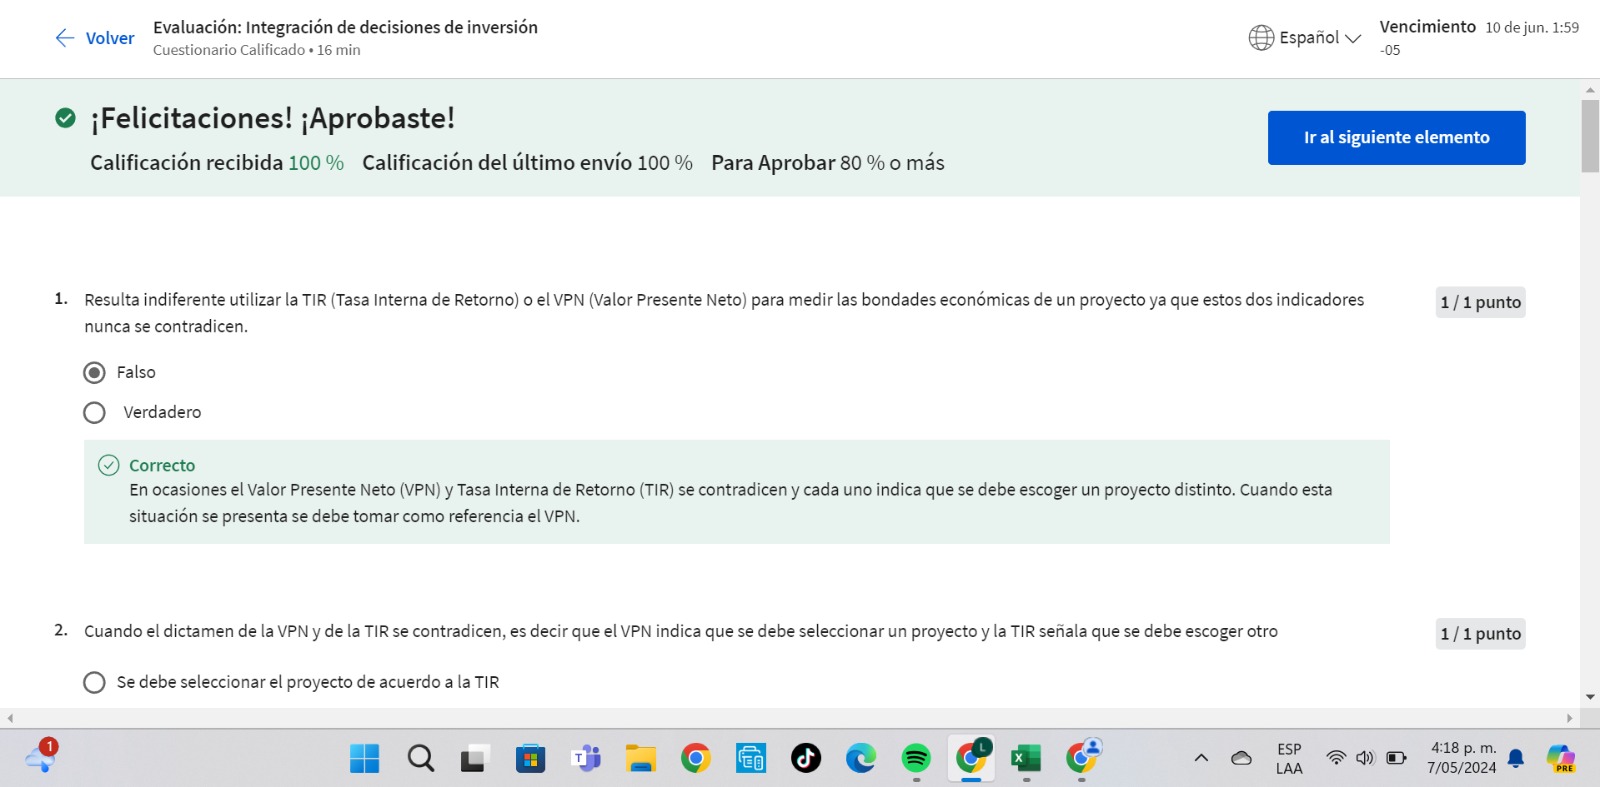 Volver
Evaluación: Integración de decisiones de inversión
Cuestionario Calificado • 16 min
Español
Vencimiento 10 de jun. 1:59
-05
¡Felicitaciones! ¡Aprobaste!
Calificación recibida 100 % Calificación del último envío 100 % Para Aprobar 80 % o más
Ir al siguiente elemento
1. Resulta indiferente utilizar la TIR (Tasa Interna de Retorno) o el VPN (Valor Presente Neto) para medir las bondades económicas de un proyecto ya que estos dos indicadores
nunca se contradicen.
1 / 1 punto
Falso
Verdadero
Correcto
En ocasiones el Valor Presente Neto (VPN) y Tasa Interna de Retorno (TIR) se contradicen y cada uno indica que se debe escoger un proyecto distinto. Cuando esta
situación se presenta se debe tomar como referencia el VPN.
2. Cuando el dictamen de la VPN y de la TIR se contradicen, es decir que el VPN indica que se debe seleccionar un proyecto y la TIR señala que se debe escoger otro
1 / 1 punto
Se debe seleccionar el proyecto de acuerdo a la TIR
1
T
L
X
ESP
LAA
4:18 p. m.
7/05/2024
PRE